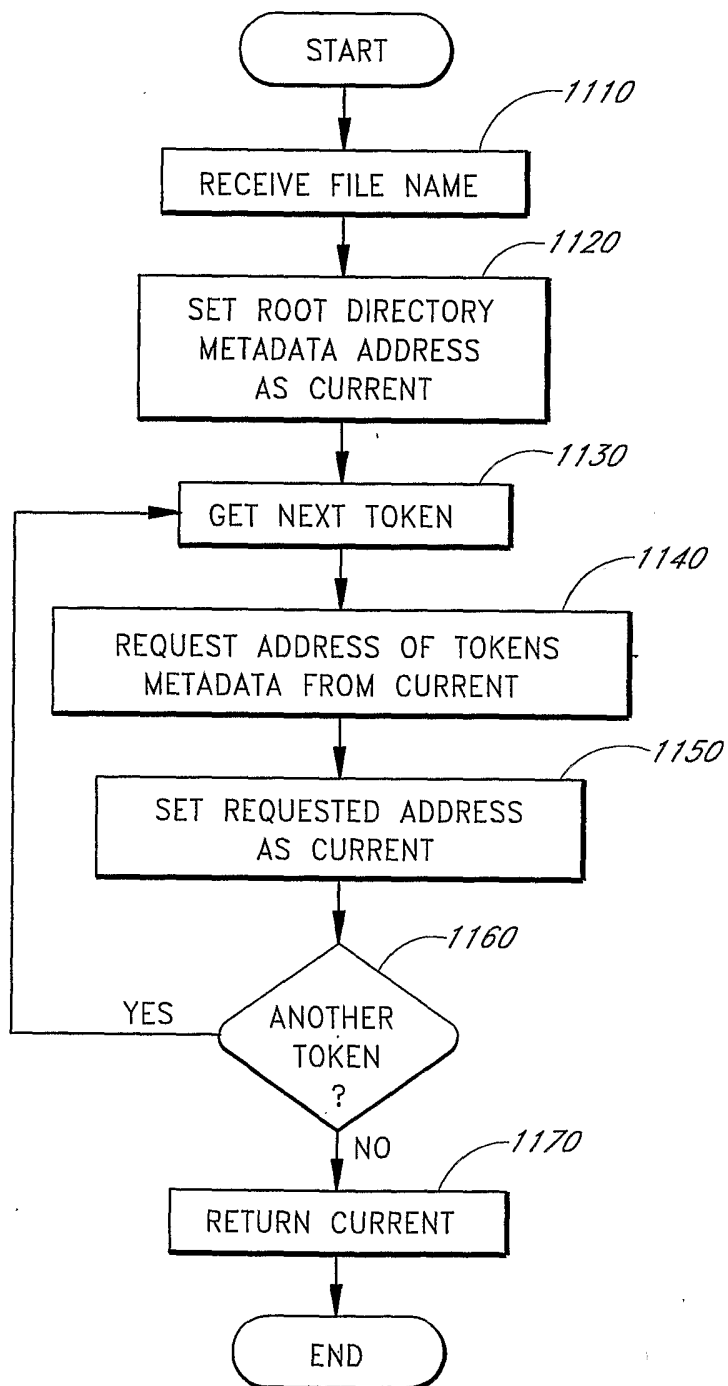 START
1110
RECEIVE FILE NAME
1120
SET ROOT DIRECTORY
METADATA ADDRESS
AS CURRENT
1130
GET NEXT TOKEN
1140
REQUEST ADDRESS OF TOKENS
METADATA FROM CURRENT
1150
SET REQUESTED ADDRESS
AS CURRENT
1160
YES
ANOTHER
TOKEN
?
NO
1170
RETURN CURRENT
END